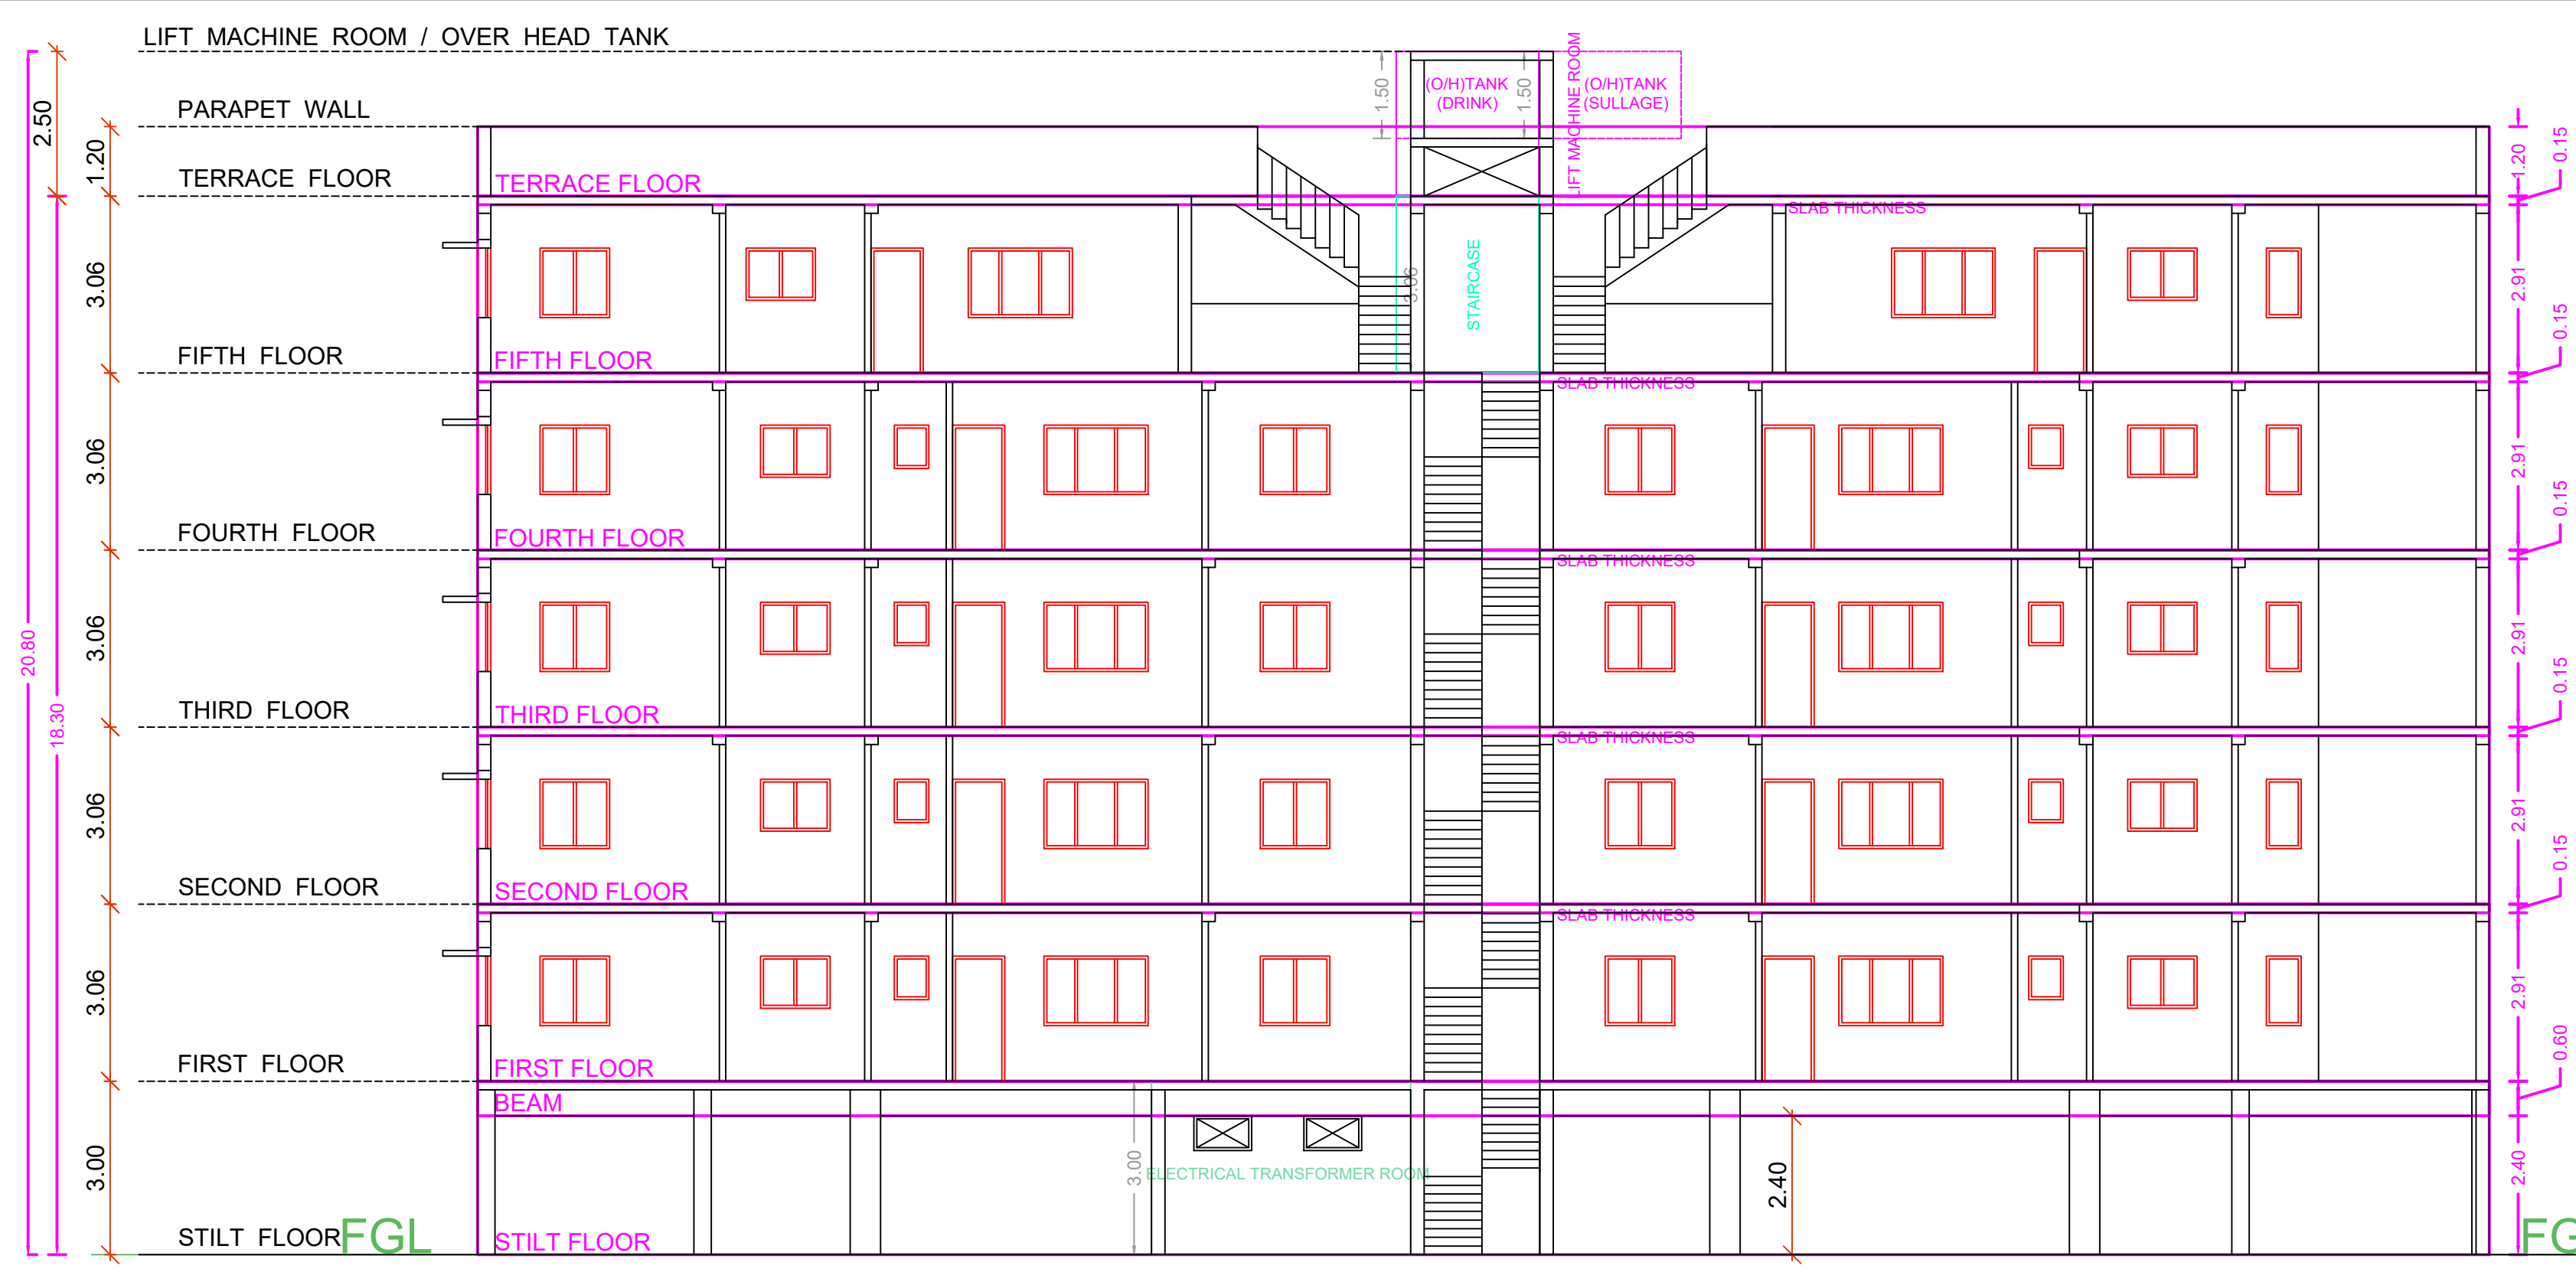 LIFT MACHINE ROOM / OVER HEAD TANK
PARAPET WALL
TERRACE FLOOR
FIFTH FLOOR
FOURTH FLOOR
THIRD FLOOR
SECOND FLOOR
FIRST FLOOR
STILT FLOOR
FGL
20.80
18.30
2.50
1.20
3.06
3.06
3.06
3.06
3.06
3.00
1.50
(O/H)TANK
(DRINK)
1.50
LIFT MACHINE ROOM
(O/H)TANK
(SULLAGE)
TERRACE FLOOR
SLAB THICKNESS
3.06
STAIRCASE
FIFTH FLOOR
SLAB THICKNESS
FOURTH FLOOR
SLAB THICKNESS
THIRD FLOOR
SLAB THICKNESS
SECOND FLOOR
SLAB THICKNESS
FIRST FLOOR
BEAM
3.00
ELECTRICAL TRANSFORMER ROOM
2.40
STILT FLOOR
1.20
0.15
2.91
0.15
2.91
0.15
2.91
0.15
2.91
0.15
2.91
0.60
2.40
FG